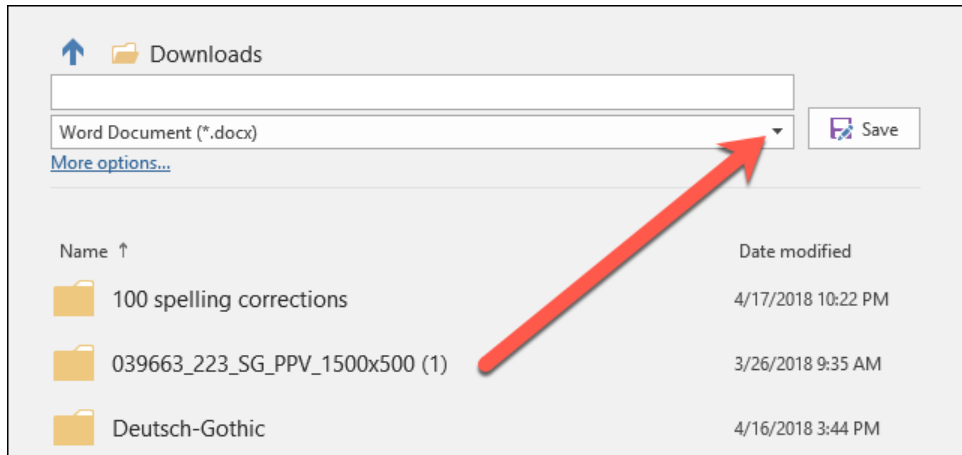 Downloads
Word Document (*.docx)
Save
More options...
Name ↑
Date modified
100 spelling corrections
4/17/2018 10:22 PM
039663_223_SG_PPV_1500x500 (1)
3/26/2018 9:35 AM
Deutsch-Gothic
4/16/2018 3:44 PM